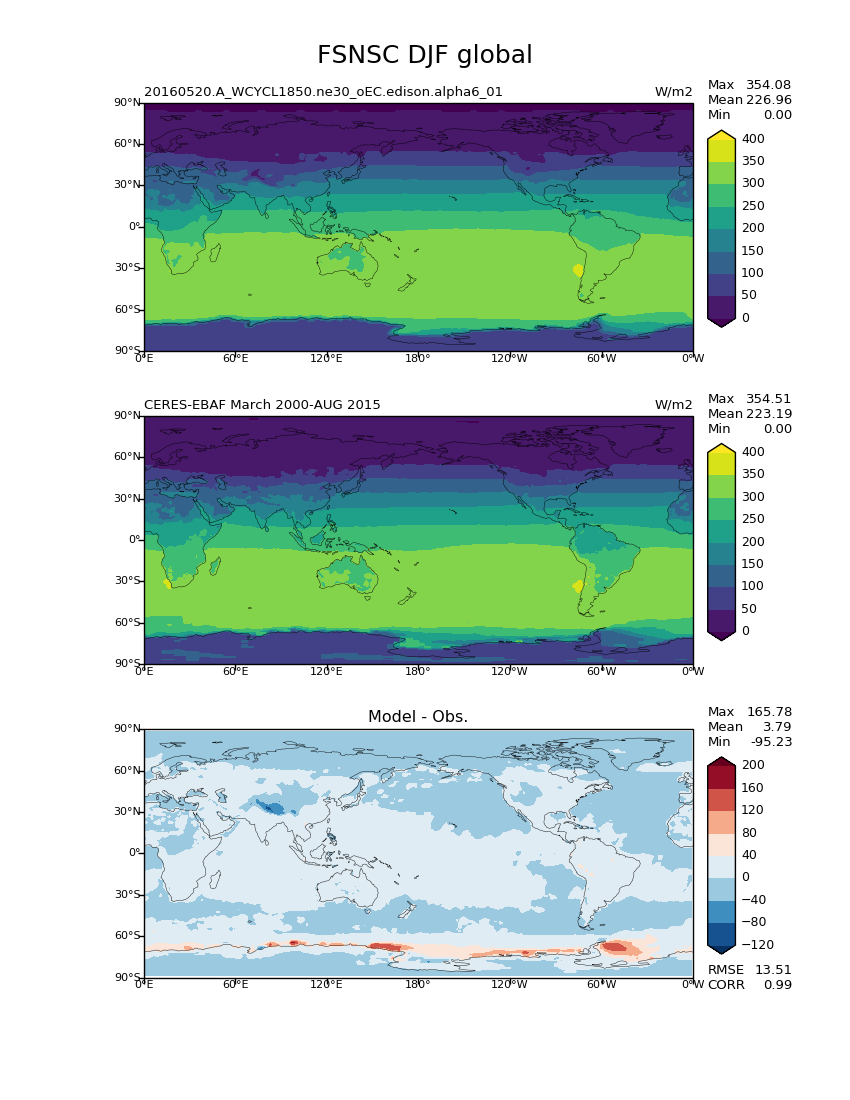 FSNSC DJF global
20160520.A_WCYCL1850.ne30_oEC.edison.alpha6_01 W/m2
Max 354.08
Mean 226.96
Min 0.00
90°N
60°N
30°N
0°
30°S
60°S
90°S
0°E 60°E 120°E 180° 120°W 60°W 0°W
400
350
300
250
200
150
100
50
0
CERES-EBAF March 2000-AUG 2015 W/m2
Max 354.51
Mean 223.19
Min 0.00
90°N
60°N
30°N
0°
30°S
60°S
90°S
0°E 60°E 120°E 180° 120°W 60°W 0°W
400
350
300
250
200
150
100
50
0
Model - Obs.
Max 165.78
Mean 3.79
Min -95.23
90°N
60°N
30°N
0°
30°S
60°S
90°S
0°E 60°E 120°E 180° 120°W 60°W 0°W
200
160
120
80
40
0
−40
−80
−120
RMSE 13.51
CORR 0.99